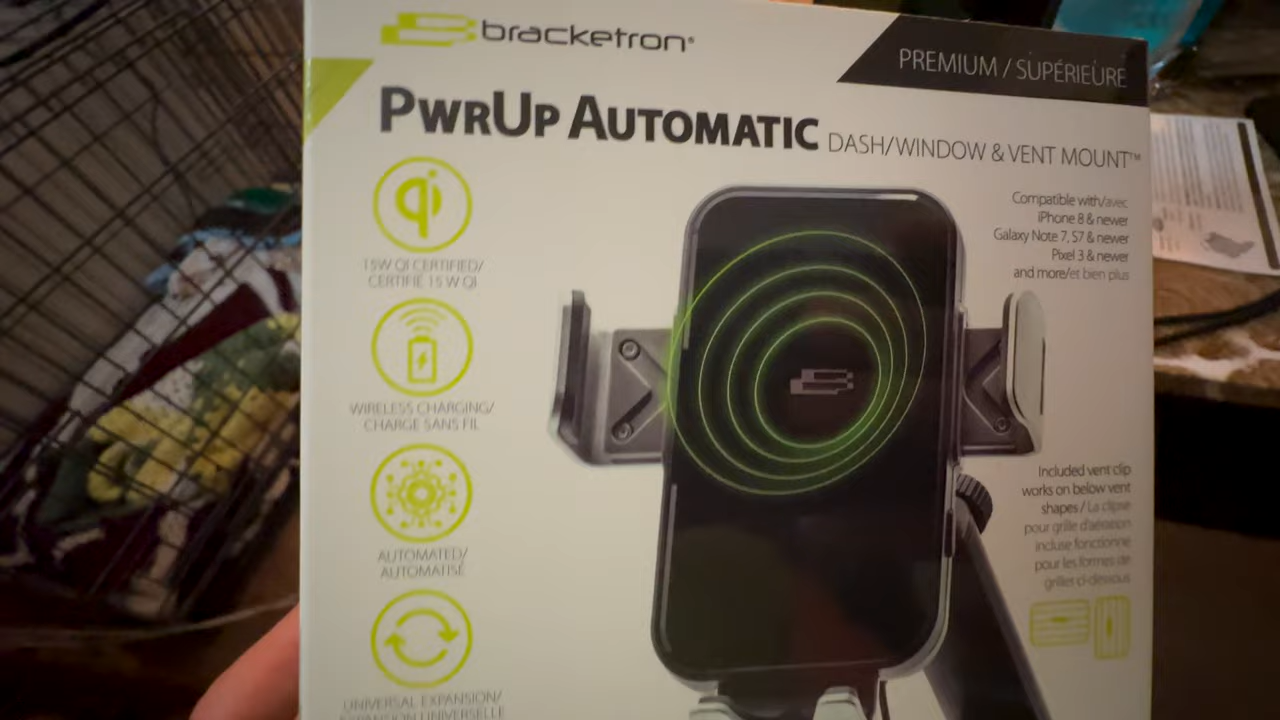 bracketron®
PREMIUM / SUPÉRIEURE
PWRUP AUTOMATIC DASH/WINDOW & VENT MOUNT™
Compatible with/avec
iPhone 8 & newer
Galaxy Note 7, S7 & newer
Pixel 3 & newer
and more/et bien plus
qi
15W QI CERTIFIED/
CERTIFIÉ 15 W QI
WIRELESS CHARGING/
CHARGE SANS FIL
AUTOMATED/
AUTOMATISÉ
UNIVERSAL EXPANSION/
EXPANSION UNIVERSELLE
Included vent clip
works on below vent
shapes / La clipse
pour grille d'aération
incluse fonctionne
pour les formes de
grilles ci-dessous